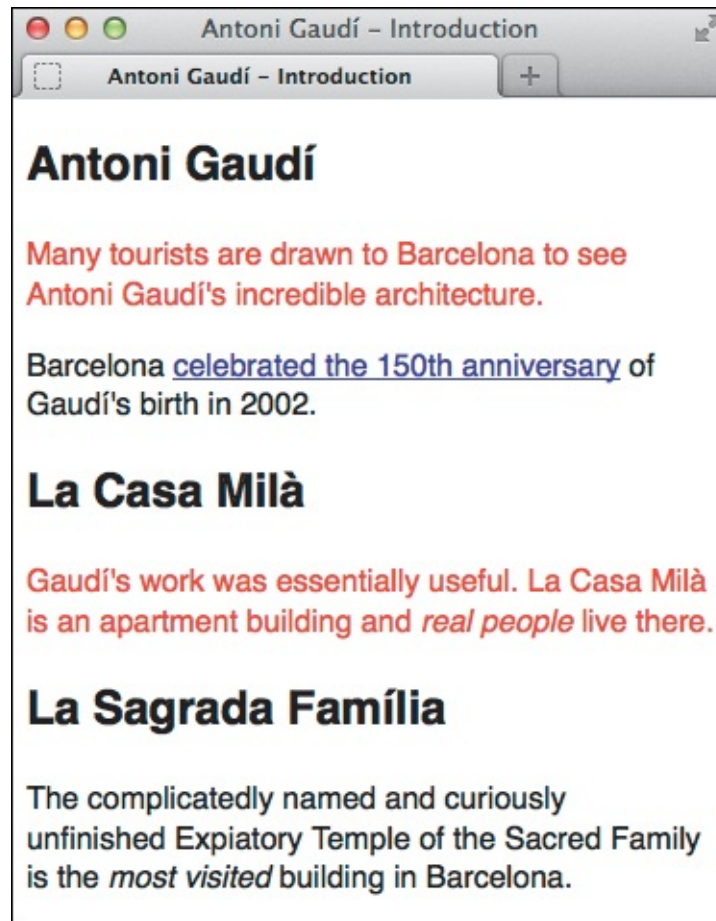 Antoni Gaudí – Introduction
Antoni Gaudí – Introduction
+
Antoni Gaudí
Many tourists are drawn to Barcelona to see
Antoni Gaudí's incredible architecture.
Barcelona celebrated the 150th anniversary of
Gaudí's birth in 2002.
La Casa Milà
Gaudí's work was essentially useful. La Casa Milà
is an apartment building and real people live there.
La Sagrada Família
The complicatedly named and curiously
unfinished Expiatory Temple of the Sacred Family
is the most visited building in Barcelona.